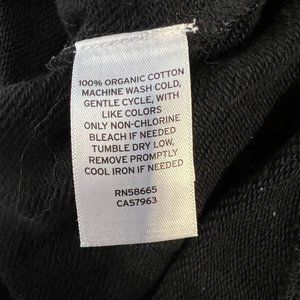 100% ORGANIC COTTON
MACHINE WASH COLD,
GENTLE CYCLE, WITH
LIKE COLORS
ONLY NON-CHLORINE
BLEACH IF NEEDED
TUMBLE DRY LOW,
REMOVE PROMPTLY
COOL IRON IF NEEDED
RN58665
CA57963